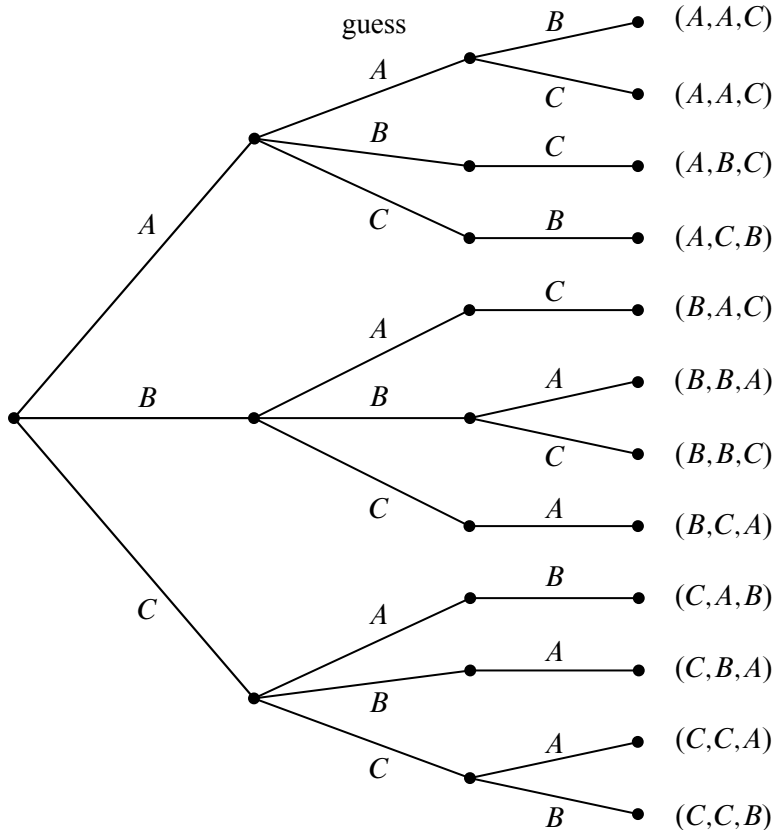 guess
B (A,A,C)
A
C (A,A,C)
B C (A,B,C)
C B (A,C,B)
A
C (B,A,C)
A
B B A (B,B,A)
C (B,B,C)
C A (B,C,A)
C
A B (C,A,B)
B A (C,B,A)
C A (C,C,A)
B (C,C,B)